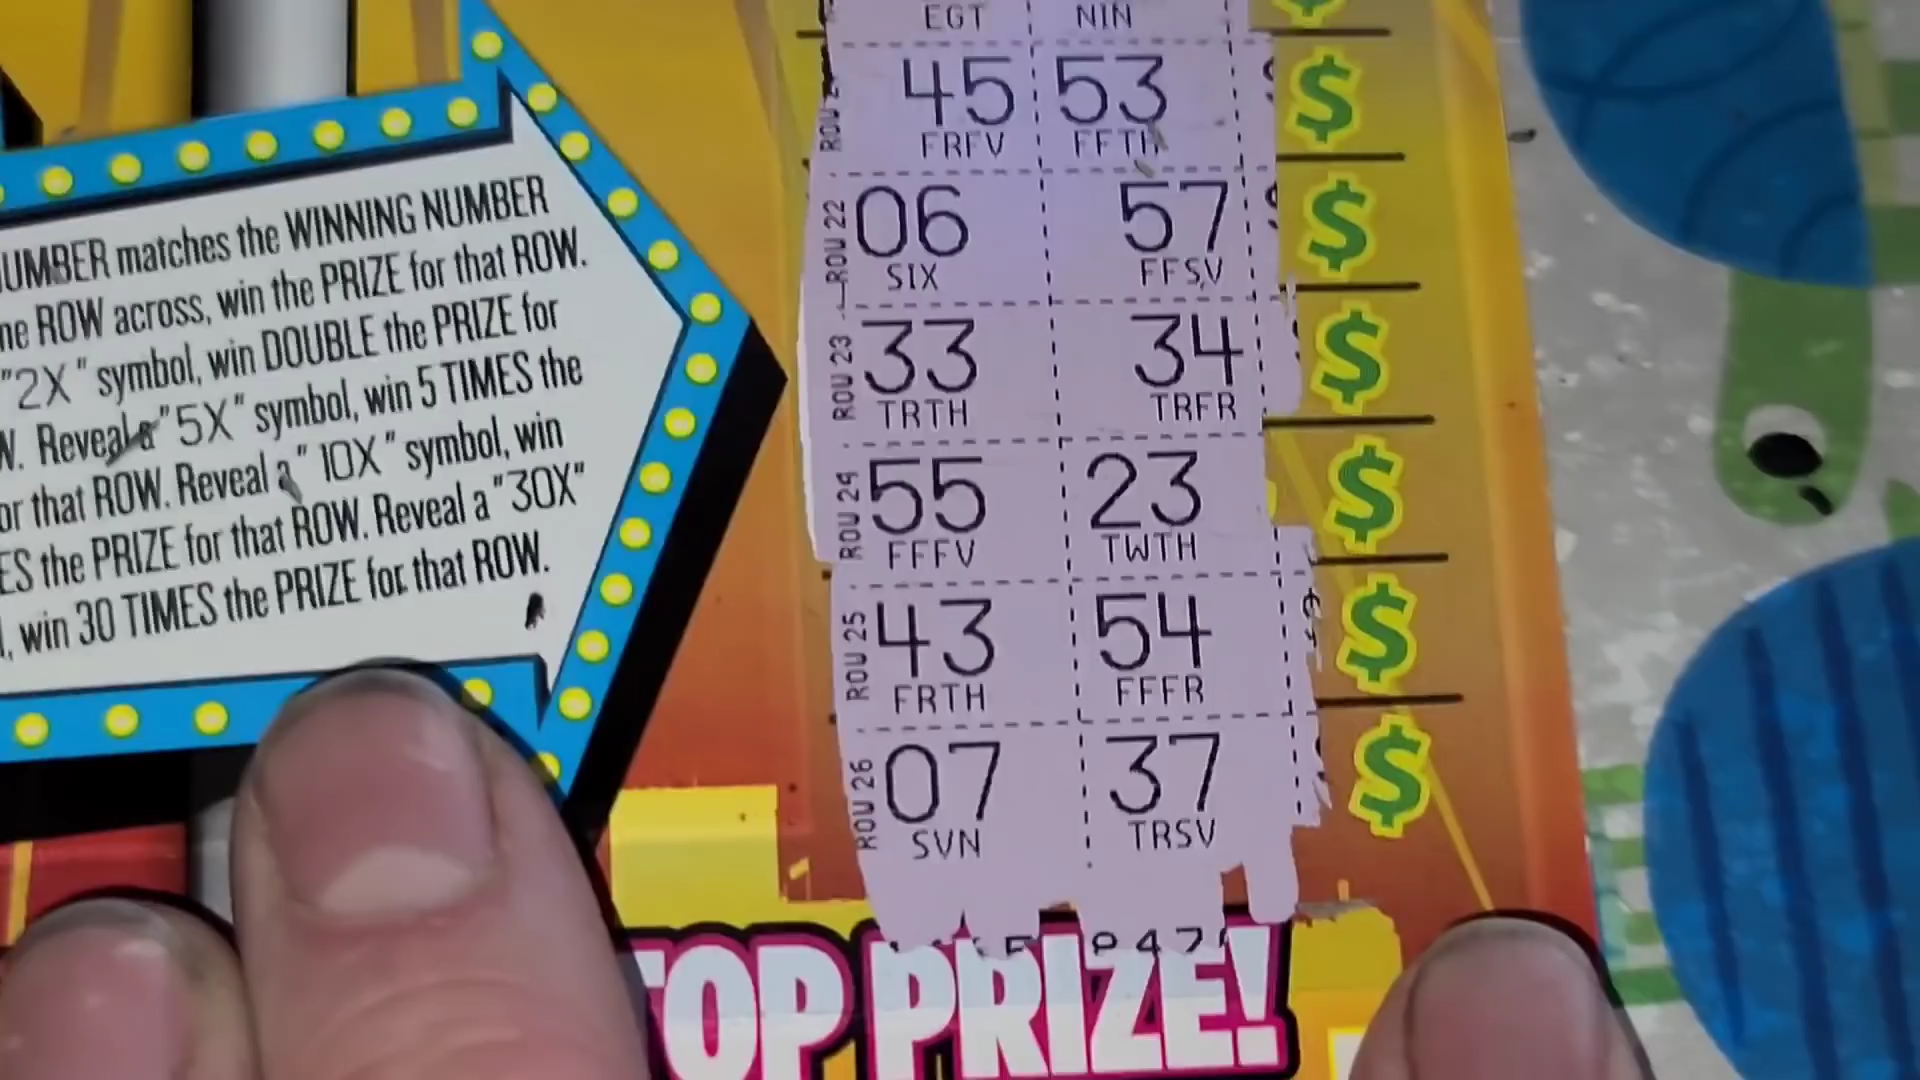 EGT NIN
45 53
FRFV FFTH
ROW 22 06 57
SIX FFSV
ROW 23 33 34
TRTH TRFR
ROW 24 55 23
FFFV TWTH
ROW 25 43 54
FRTH FFFR
ROW 26 07 37
SVN TRSV
$
$
$
$
$
$
matches the WINNING NUMBER
ROW across, win the PRIZE for that ROW.
"2X" symbol, win DOUBLE the PRIZE for
Reveal a "5X" symbol, win 5 TIMES the
for that ROW. Reveal a "10X" symbol, win
the PRIZE for that ROW. Reveal a "30X"
, win 30 TIMES the PRIZE for that ROW.
TOP PRIZE!